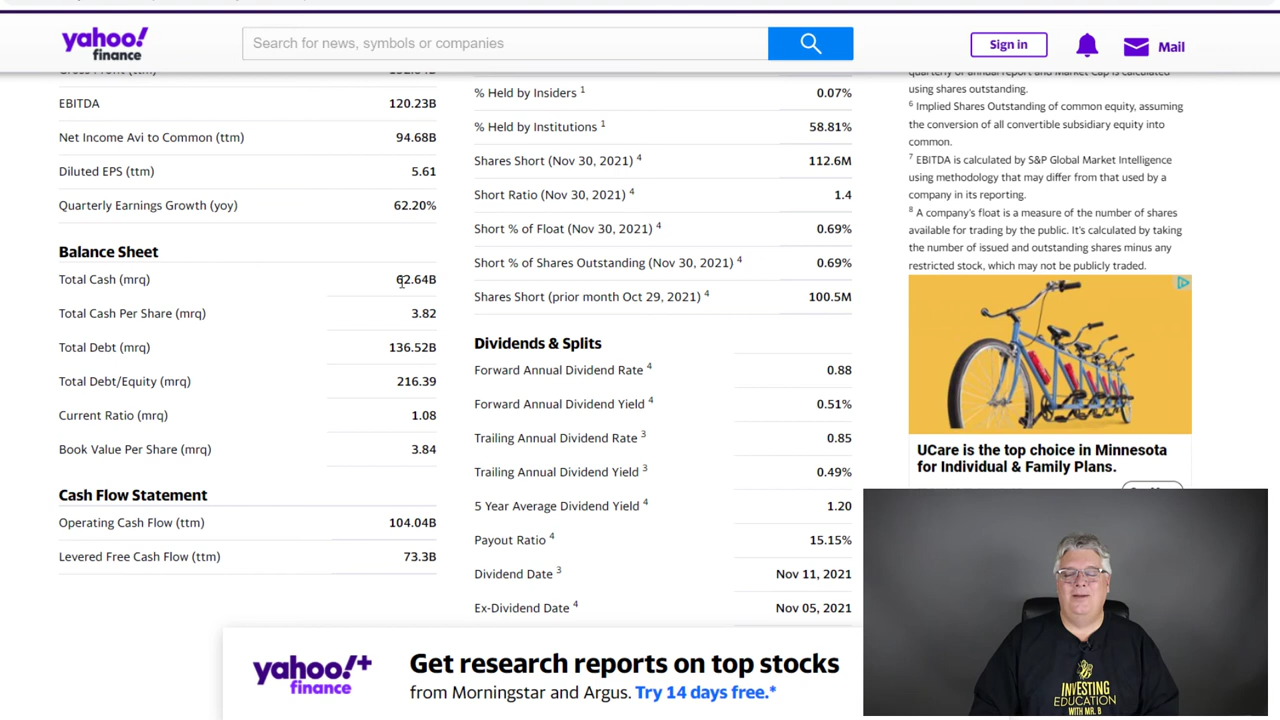 yahoo!
finance
Search for news, symbols or companies
Sign in
Mail
EBITDA 120.23B
Net Income Avi to Common (ttm) 94.68B
Diluted EPS (ttm) 5.61
Quarterly Earnings Growth (yoy) 62.20%
Balance Sheet
Total Cash (mrq) 62.64B
Total Cash Per Share (mrq) 3.82
Total Debt (mrq) 136.52B
Total Debt/Equity (mrq) 216.39
Current Ratio (mrq) 1.08
Book Value Per Share (mrq) 3.84
Cash Flow Statement
Operating Cash Flow (ttm) 104.04B
Levered Free Cash Flow (ttm) 73.3B
% Held by Insiders 1 0.07%
% Held by Institutions 1 58.81%
Shares Short (Nov 30, 2021) 4 112.6M
Short Ratio (Nov 30, 2021) 4 1.4
Short % of Float (Nov 30, 2021) 4 0.69%
Short % of Shares Outstanding (Nov 30, 2021) 4 0.69%
Shares Short (prior month Oct 29, 2021) 4 100.5M
Dividends & Splits
Forward Annual Dividend Rate 4 0.88
Forward Annual Dividend Yield 4 0.51%
Trailing Annual Dividend Rate 3 0.85
Trailing Annual Dividend Yield 3 0.49%
5 Year Average Dividend Yield 4 1.20
Payout Ratio 4 15.15%
Dividend Date 3 Nov 11, 2021
Ex-Dividend Date 4 Nov 05, 2021
quarterly or annual report and Market Cap is calculated
using shares outstanding.
6 Implied Shares Outstanding of common equity, assuming
the conversion of all convertible subsidiary equity into
common.
7 EBITDA is calculated by S&P Global Market Intelligence
using methodology that may differ from that used by a
company in its reporting.
8 A company's float is a measure of the number of shares
available for trading by the public. It's calculated by taking
the number of issued and outstanding shares minus any
restricted stock, which may not be publicly traded.
UCare is the top choice in Minnesota
for Individual & Family Plans.
yahoo!+
finance
Get research reports on top stocks
from Morningstar and Argus. Try 14 days free.*
INVESTING
EDUCATION
WITH MR. B